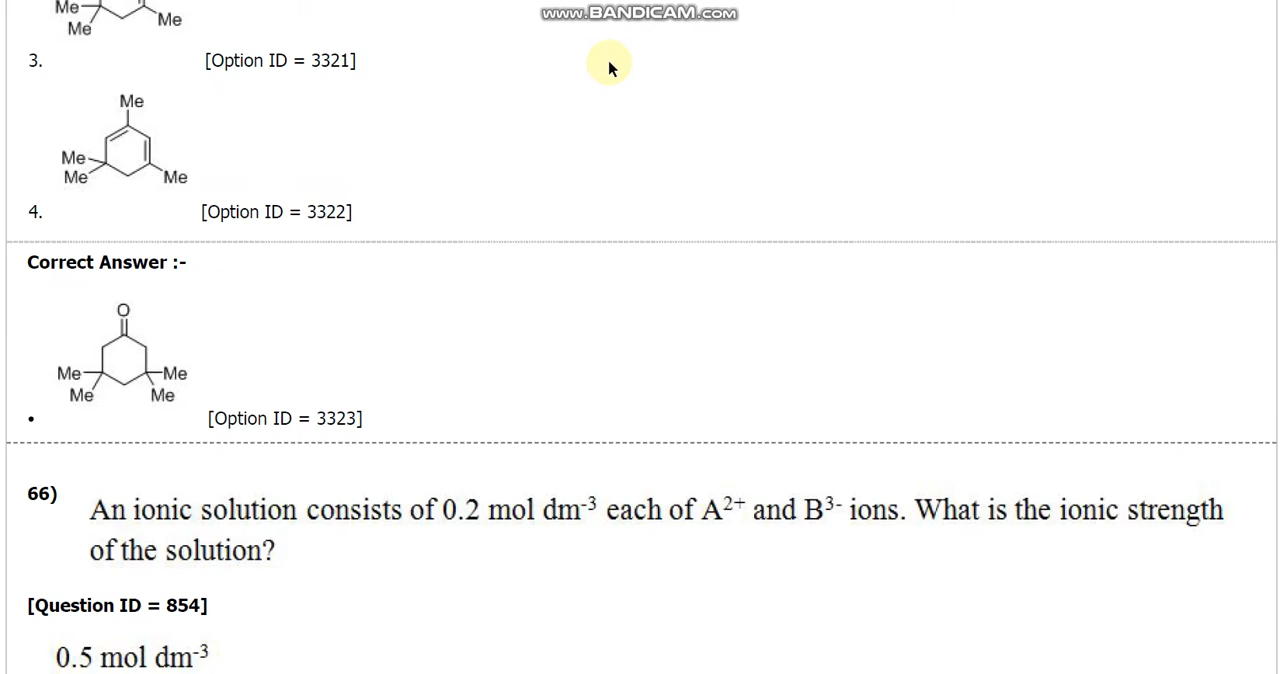 www.BANDICAM.com
Me
Me
Me
3. [Option ID = 3321]
Me
Me
Me
Me
4. [Option ID = 3322]
Correct Answer :-
O
Me Me
Me Me
• [Option ID = 3323]
66) An ionic solution consists of 0.2 mol dm-3 each of A2+ and B3- ions. What is the ionic strength
of the solution?
[Question ID = 854]
0.5 mol dm-3